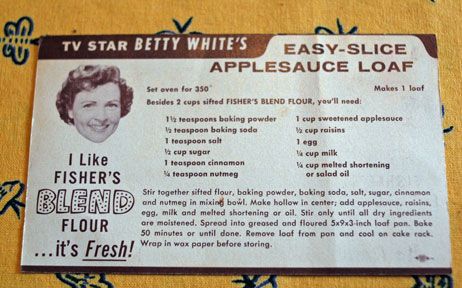 TV STAR BETTY WHITE'S
EASY-SLICE
APPLESAUCE LOAF
Set oven for 350°
Makes 1 loaf
Besides 2 cups sifted FISHER'S BLEND FLOUR, you'll need:
1½ teaspoons baking powder
½ teaspoon baking soda
1 teaspoon salt
½ cup sugar
1 teaspoon cinnamon
¼ teaspoon nutmeg
1 cup sweetened applesauce
½ cup raisins
1 egg
¼ cup milk
¼ cup melted shortening
or salad oil
I Like
FISHER'S
BLEND
FLOUR
...it's Fresh!
Stir together sifted flour, baking powder, baking soda, salt, sugar, cinnamon
and nutmeg in mixing bowl. Make hollow in center; add applesauce, raisins,
egg, milk and melted shortening or oil. Stir only until all dry ingredients
are moistened. Spread into greased and floured 5x9x3-inch loaf pan. Bake
50 minutes or until done. Remove loaf from pan and cool on cake rack.
Wrap in wax paper before storing.